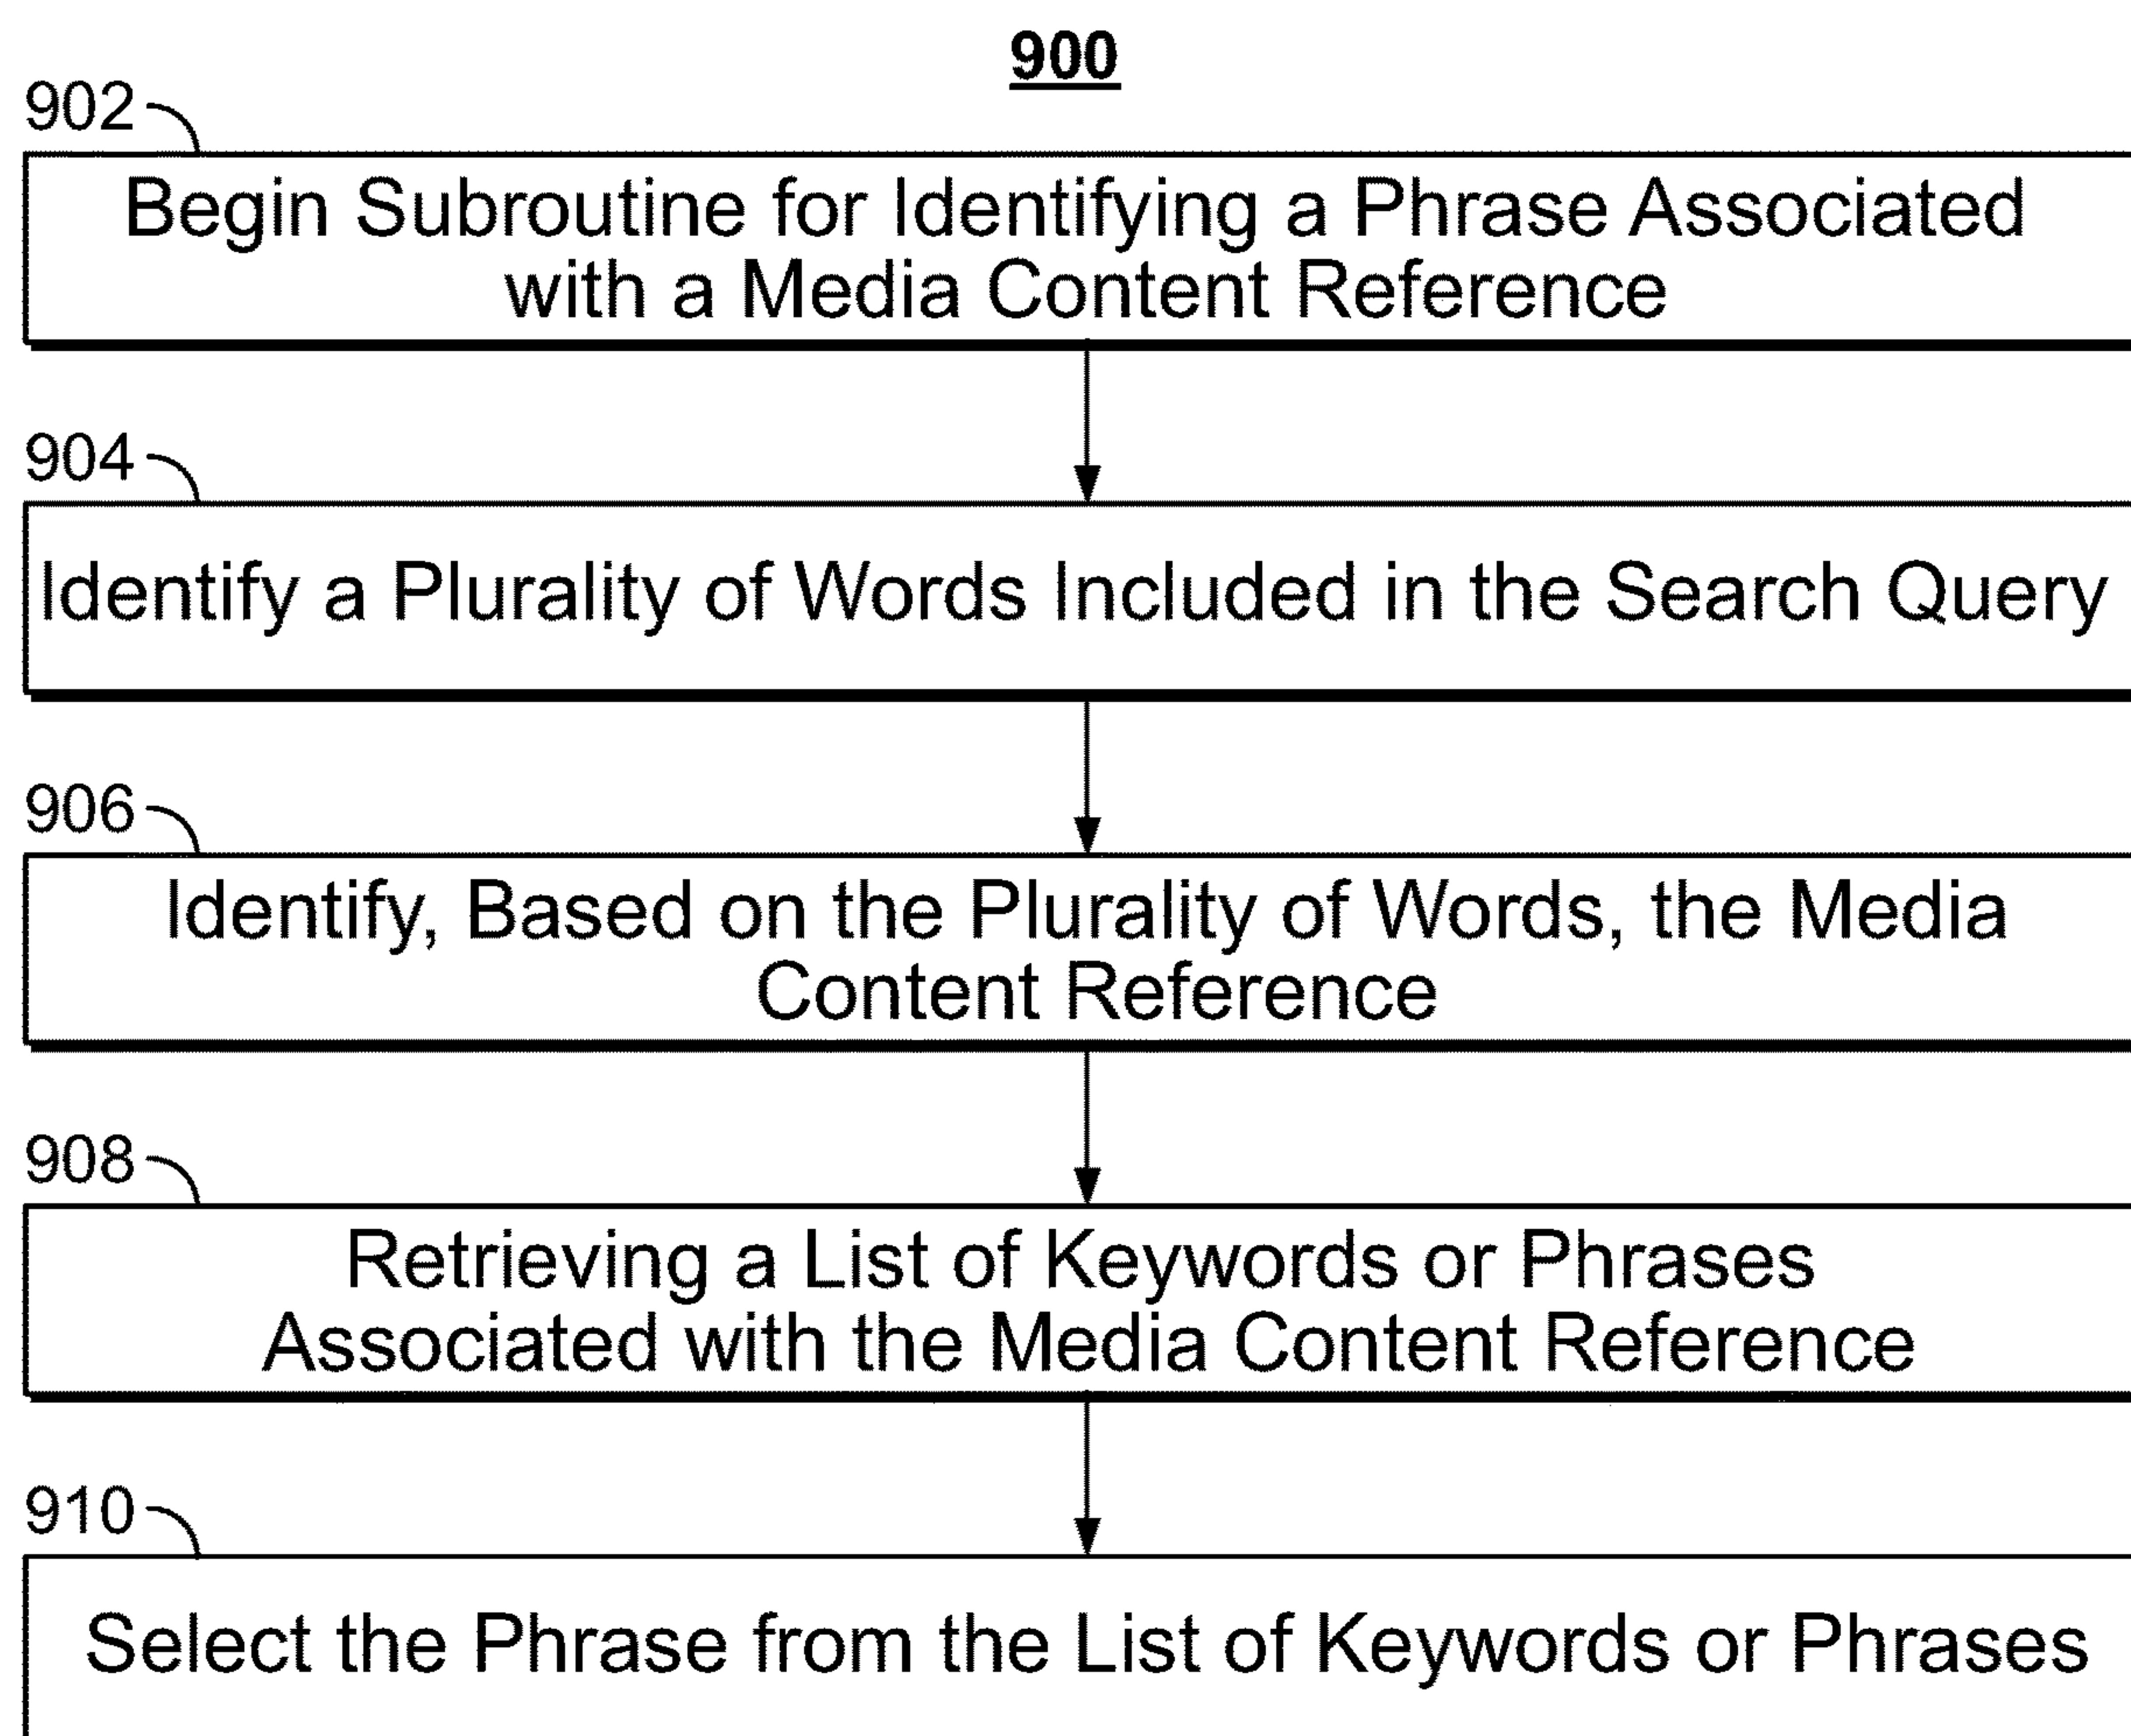 900
902
Begin Subroutine for Identifying a Phrase Associated
with a Media Content Reference
904
Identify a Plurality of Words Included in the Search Query
906
Identify, Based on the Plurality of Words, the Media
Content Reference
908
Retrieving a List of Keywords or Phrases
Associated with the Media Content Reference
910
Select the Phrase from the List of Keywords or Phrases